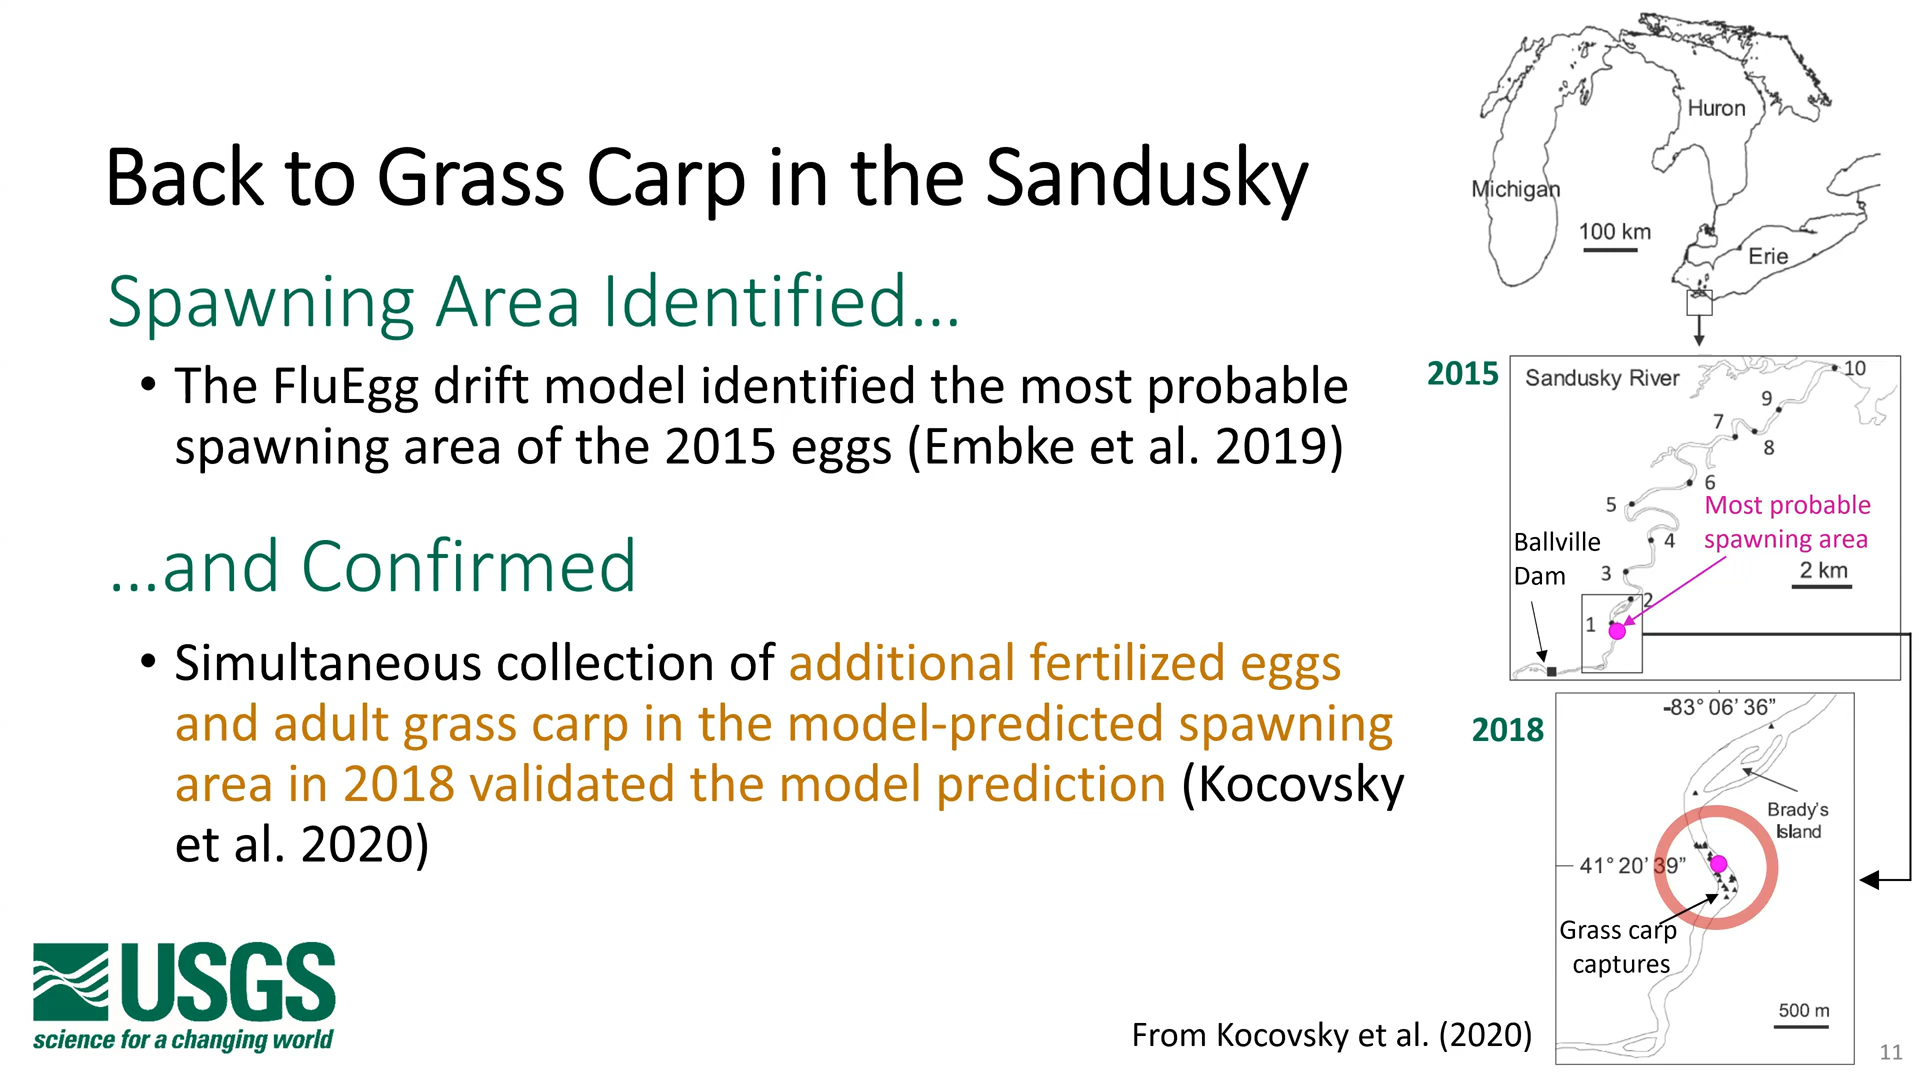 Back to Grass Carp in the Sandusky
Spawning Area Identified...
• The FluEgg drift model identified the most probable
spawning area of the 2015 eggs (Embke et al. 2019)
...and Confirmed
• Simultaneous collection of additional fertilized eggs
and adult grass carp in the model-predicted spawning
area in 2018 validated the model prediction (Kocovsky
et al. 2020)
USGS
science for a changing world
From Kocovsky et al. (2020)
Huron
Michigan
100 km
Erie
2015
Sandusky River
10
9
7
8
6
5
Most probable
spawning area
Ballville
Dam
4
3
2 km
2
1
2018
-83° 06' 36"
Brady's
Island
41° 20' 39"
Grass carp
captures
500 m
11